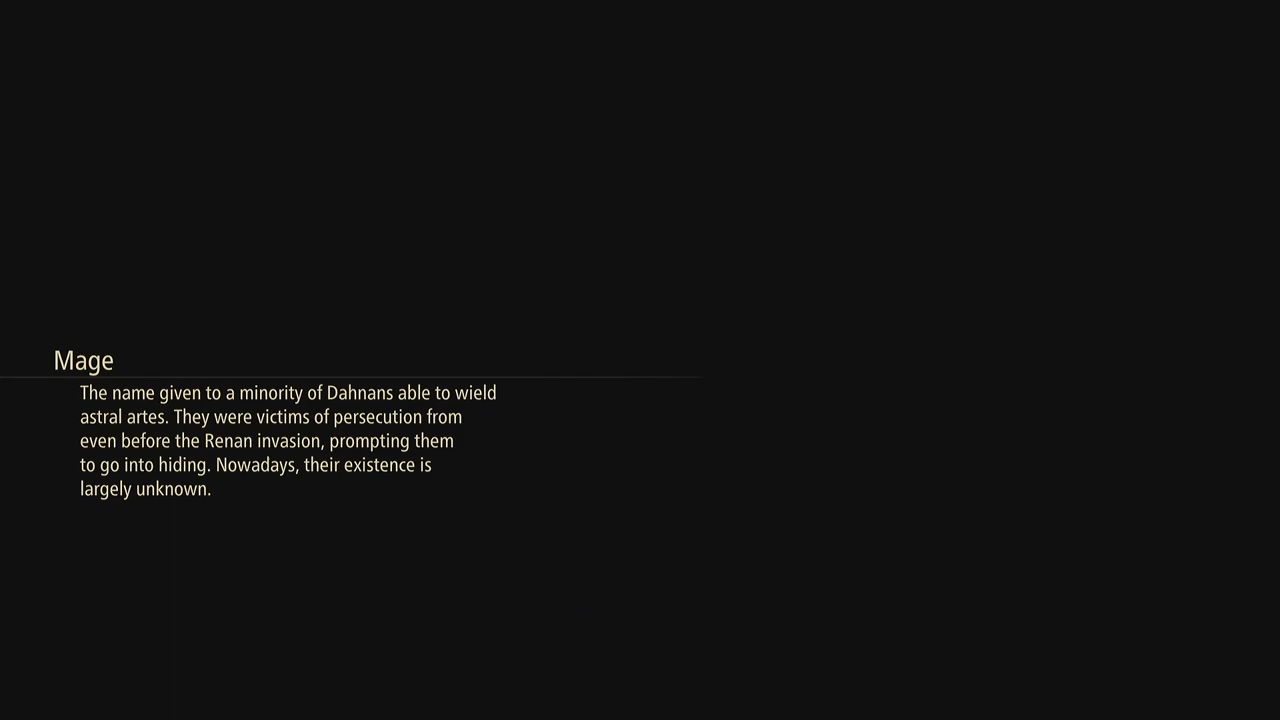 Mage
The name given to a minority of Dahnans able to wield
astral artes. They were victims of persecution from
even before the Renan invasion, prompting them
to go into hiding. Nowadays, their existence is
largely unknown.